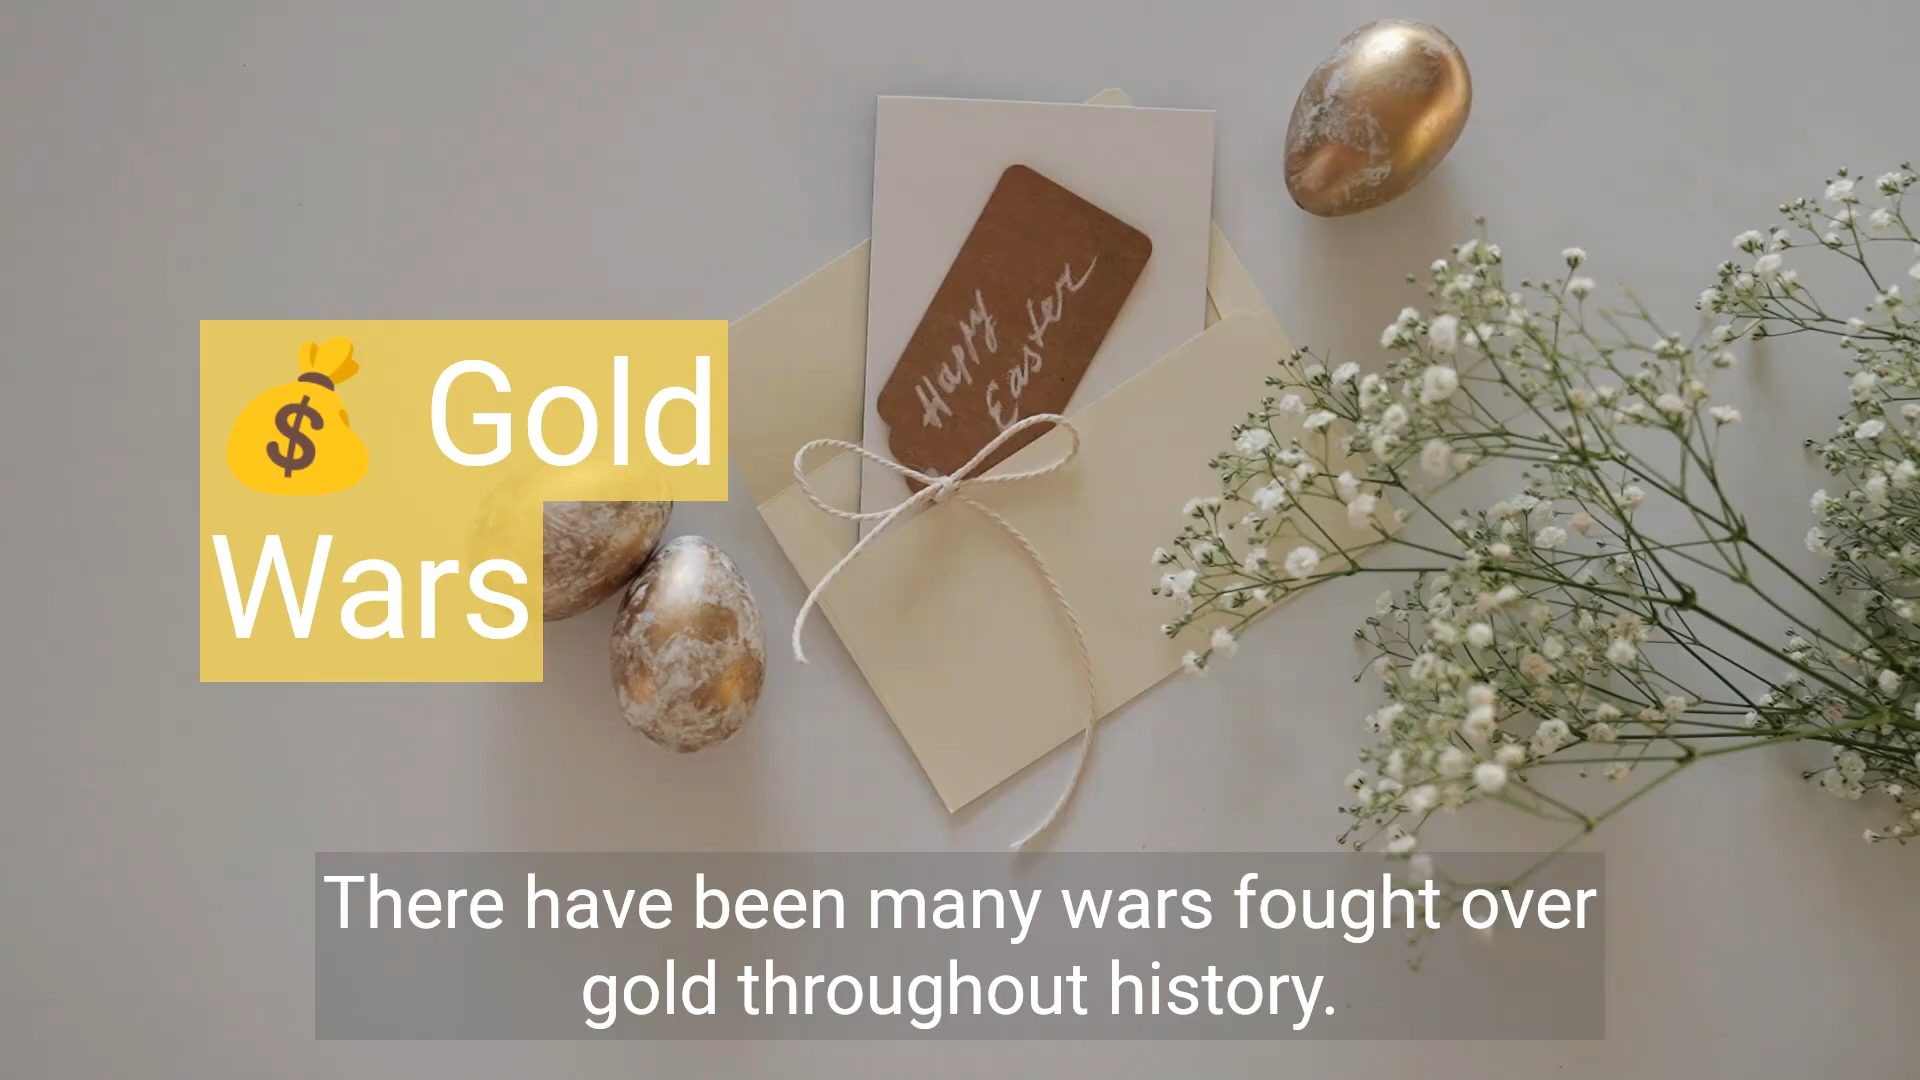 💰 Gold
Wars
Happy
Easter
There have been many wars fought over
gold throughout history.